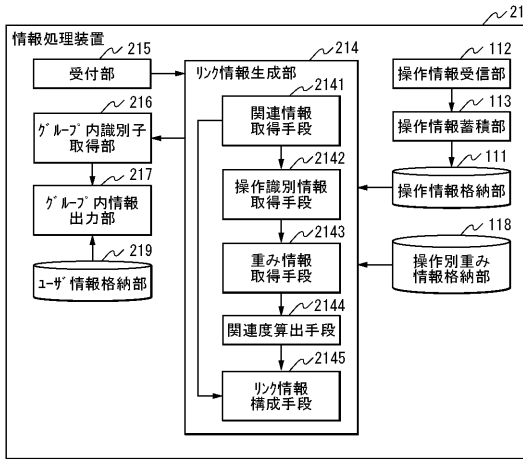 21
情報処理装置
215
受付部
216
グループ内識別子
取得部
217
グループ内情報
出力部
219
ユーザ情報格納部
214
リンク情報生成部
2141
関連情報
取得手段
2142
操作識別情報
取得手段
2143
重み情報
取得手段
2144
関連度算出手段
2145
リンク情報
構成手段
112
操作情報受信部
113
操作情報蓄積部
111
操作情報格納部
118
操作別重み
情報格納部